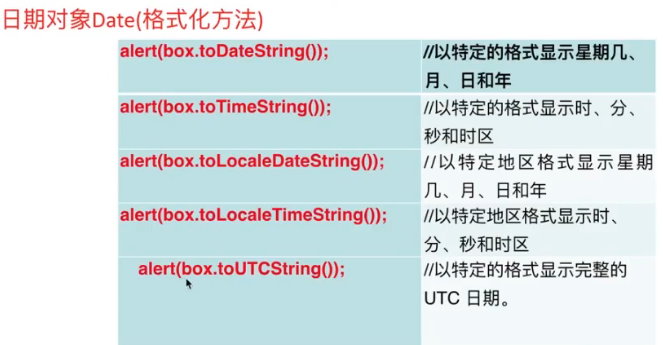 日期对象Date(格式化方法)
alert(box.toDateString());
//以特定的格式显示星期几、
月、日和年
alert(box.toTimeString());
//以特定的格式显示时、分、
秒和时区
alert(box.toLocaleDateString());
//以特定地区格式显示星期
几、月、日和年
alert(box.toLocaleTimeString());
//以特定地区格式显示时、
分、秒和时区
alert(box.toUTCString());
//以特定的格式显示完整的
UTC 日期。